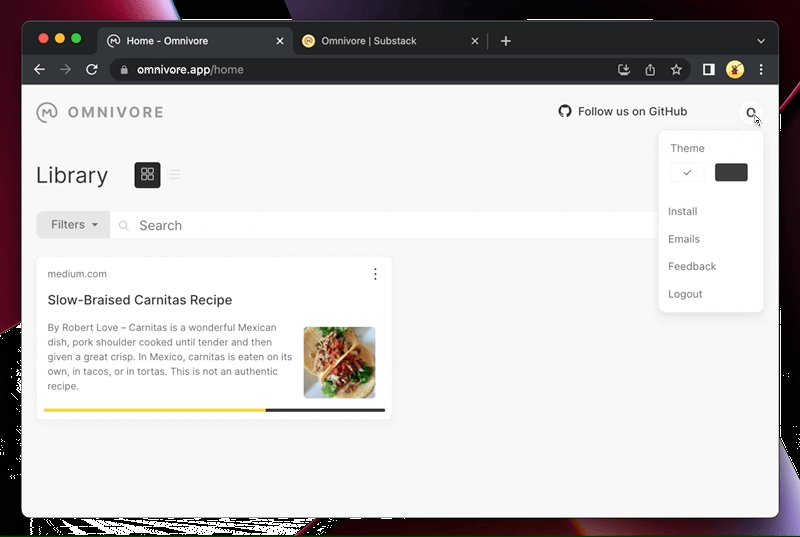 Home - Omnivore
Omnivore | Substack
omnivore.app/home
OMNIVORE
Follow us on GitHub
Theme
Install
Emails
Feedback
Logout
Library
Filters
Search
medium.com
Slow-Braised Carnitas Recipe
By Robert Love – Carnitas is a wonderful Mexican
dish, pork shoulder cooked until tender and then
given a great crisp. In Mexico, carnitas is eaten on its
own, in tacos, or in tortas. This is not an authentic
recipe.